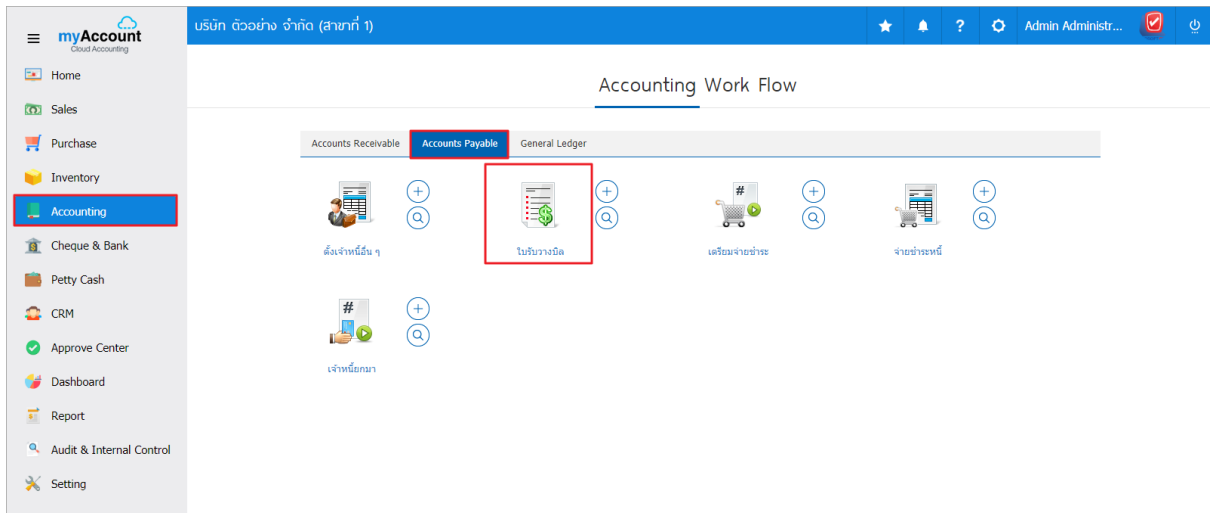 myAccount
Cloud Accounting
บริษัท ตัวอย่าง จำกัด (สาขาที่ 1)
?
Admin Administr...
Home
Sales
Purchase
Inventory
Accounting
Cheque & Bank
Petty Cash
CRM
Approve Center
Dashboard
Report
Audit & Internal Control
Setting
Accounting Work Flow
Accounts Receivable Accounts Payable General Ledger
# 
ตั้งเจ้าหนี้อื่น ๆ ใบรับวางบิล เตรียมจ่ายชำระ จ่ายชำระหนี้
#
เจ้าหนี้ยกมา